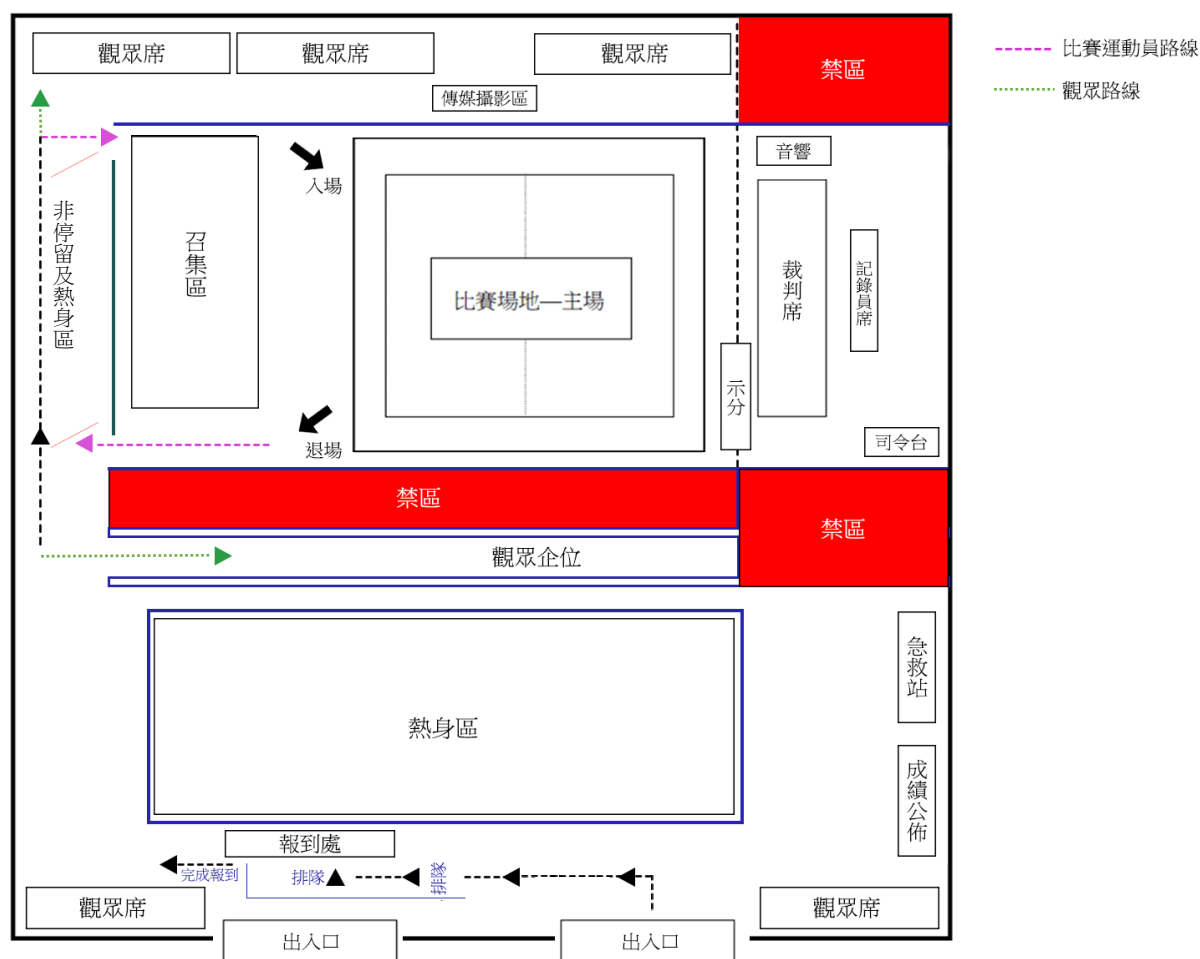 觀眾席
觀眾席
觀眾席
禁區
比賽運動員路線
觀眾路線
傳媒攝影區
入場
音響
非停留及熱身區
召集區
比賽場地—主場
裁判席
記錄員席
示分
退場
司令台
禁區
禁區
觀眾企位
急救站
熱身區
成績公佈
報到處
完成報到
排隊
排隊
觀眾席
觀眾席
出入口
出入口